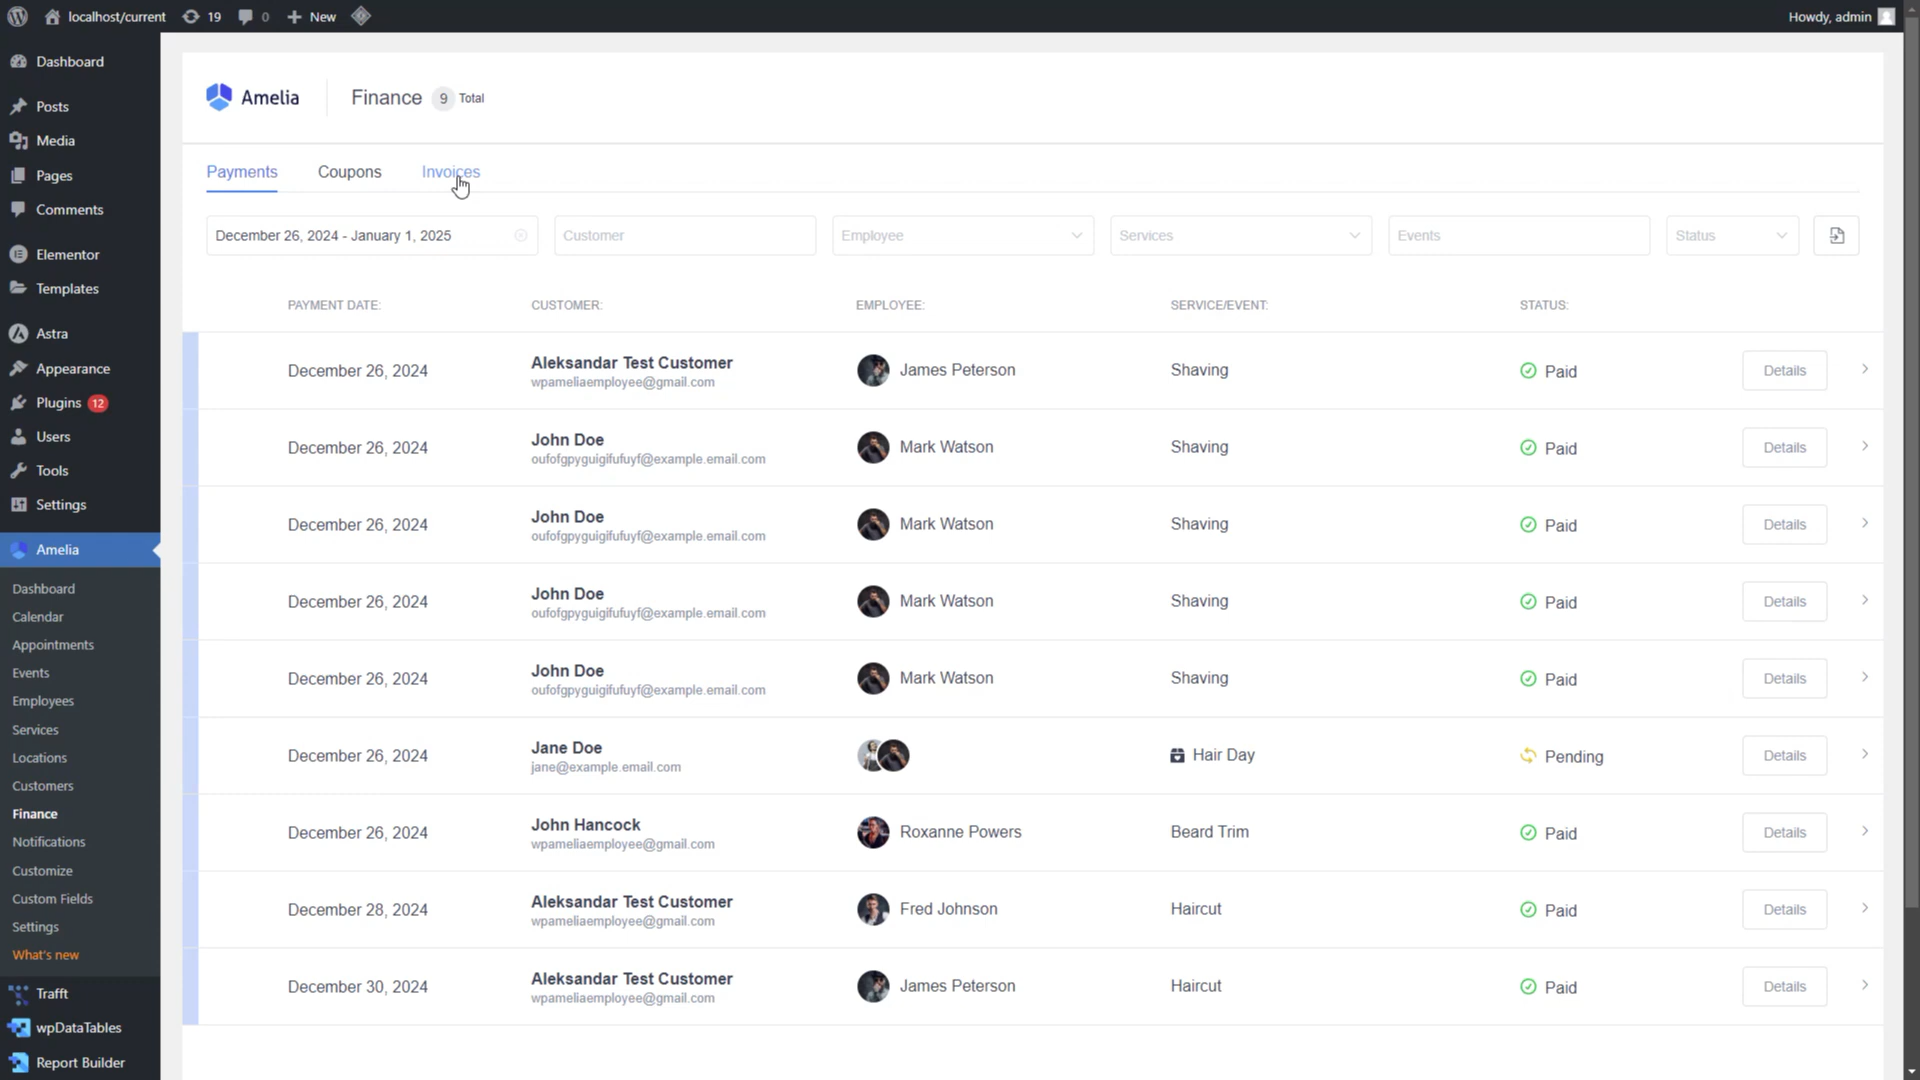 localhost/current
19
0
New
Howdy, admin
Dashboard
Posts
Media
Pages
Comments
Elementor
Templates
Astra
Appearance
Plugins 12
Users
Tools
Settings
Amelia
Dashboard
Calendar
Appointments
Events
Employees
Services
Locations
Customers
Finance
Notifications
Customize
Custom Fields
Settings
What's new
Trafft
wpDataTables
Report Builder
Amelia
Finance 9 Total
Payments Coupons Invoices
December 26, 2024 - January 1, 2025 Customer Employee Services Events Status
PAYMENT DATE: CUSTOMER: EMPLOYEE: SERVICE/EVENT: STATUS:
December 26, 2024 Aleksandar Test Customer James Peterson Shaving Paid Details
wpameliaemployee@gmail.com
December 26, 2024 John Doe Mark Watson Shaving Paid Details
oufofgpyguigifufuyf@example.email.com
December 26, 2024 John Doe Mark Watson Shaving Paid Details
oufofgpyguigifufuyf@example.email.com
December 26, 2024 John Doe Mark Watson Shaving Paid Details
oufofgpyguigifufuyf@example.email.com
December 26, 2024 John Doe Mark Watson Shaving Paid Details
oufofgpyguigifufuyf@example.email.com
December 26, 2024 Jane Doe Hair Day Pending Details
jane@example.email.com
December 26, 2024 John Hancock Roxanne Powers Beard Trim Paid Details
wpameliaemployee@gmail.com
December 28, 2024 Aleksandar Test Customer Fred Johnson Haircut Paid Details
wpameliaemployee@gmail.com
December 30, 2024 Aleksandar Test Customer James Peterson Haircut Paid Details
wpameliaemployee@gmail.com